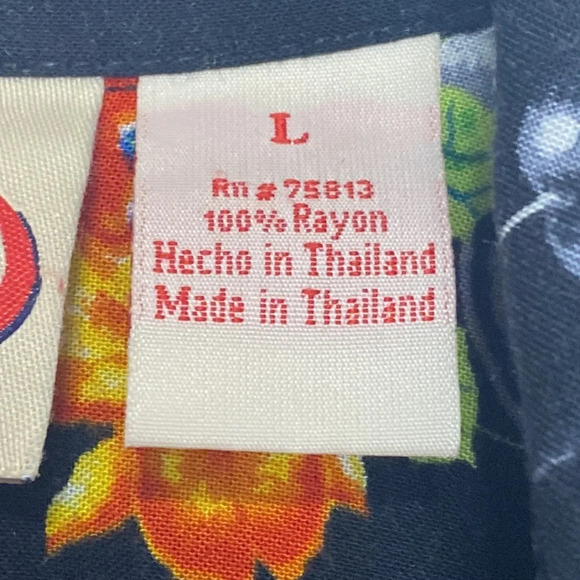 L
Rn # 75813
100% Rayon
Hecho in Thailand
Made in Thailand